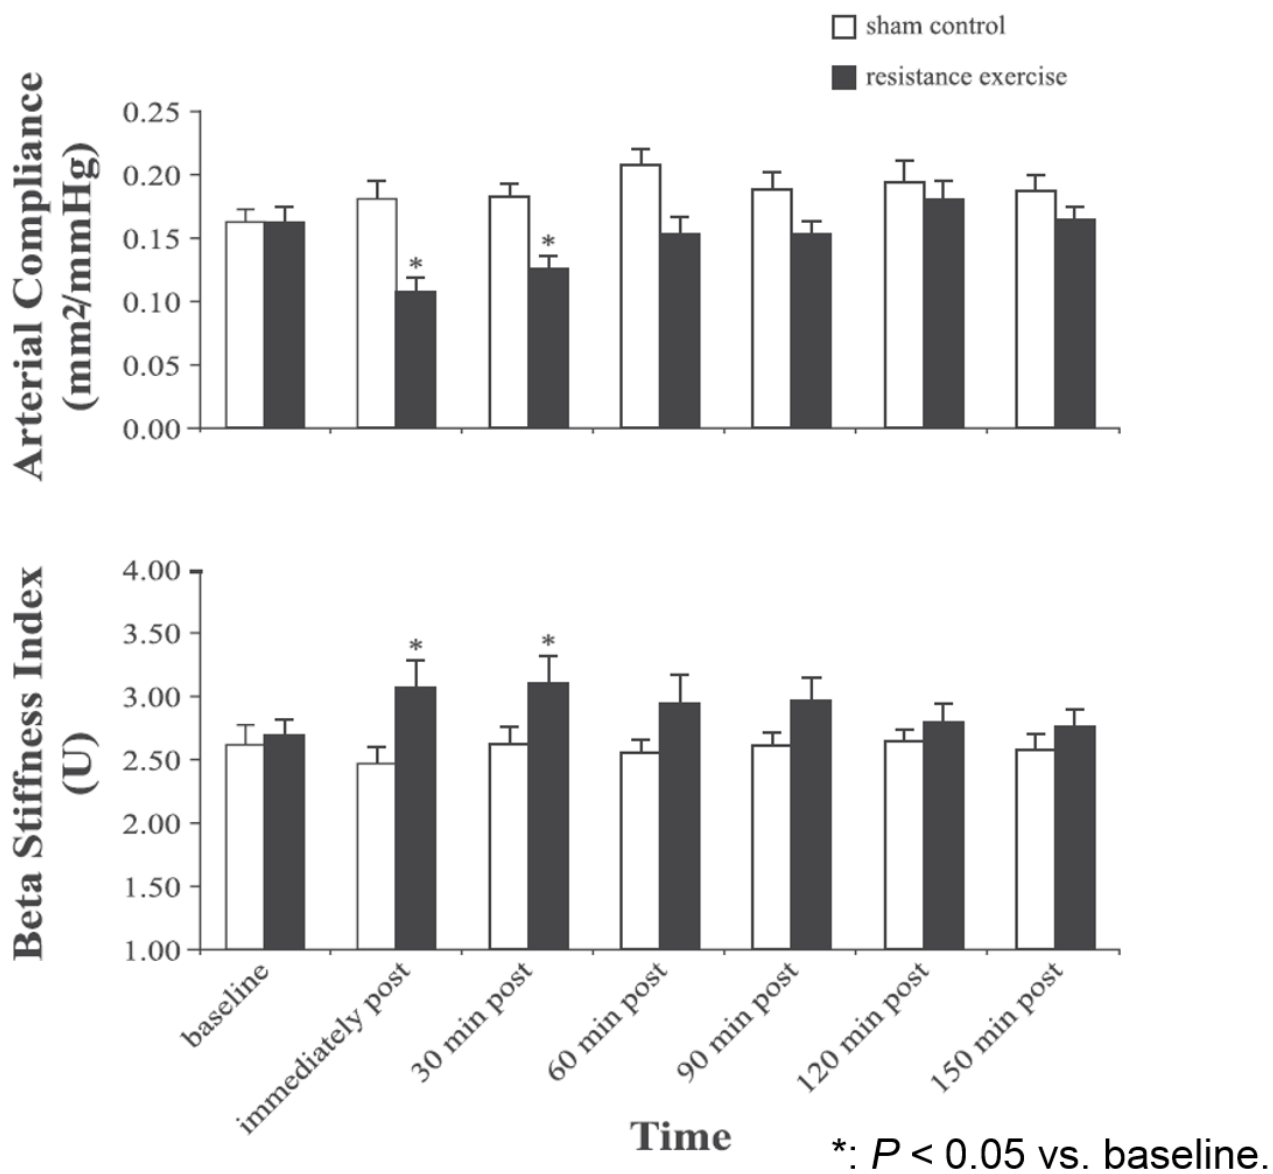 sham control
resistance exercise
Arterial Compliance
(mm2/mmHg)
0.25
0.20
0.15
0.10
0.05
0.00
*
*
Beta Stiffness Index
(U)
4.00
3.50
3.00
2.50
2.00
1.50
1.00
*
*
baseline
immediately post
30 min post
60 min post
90 min post
120 min post
150 min post
Time
*: P < 0.05 vs. baseline.